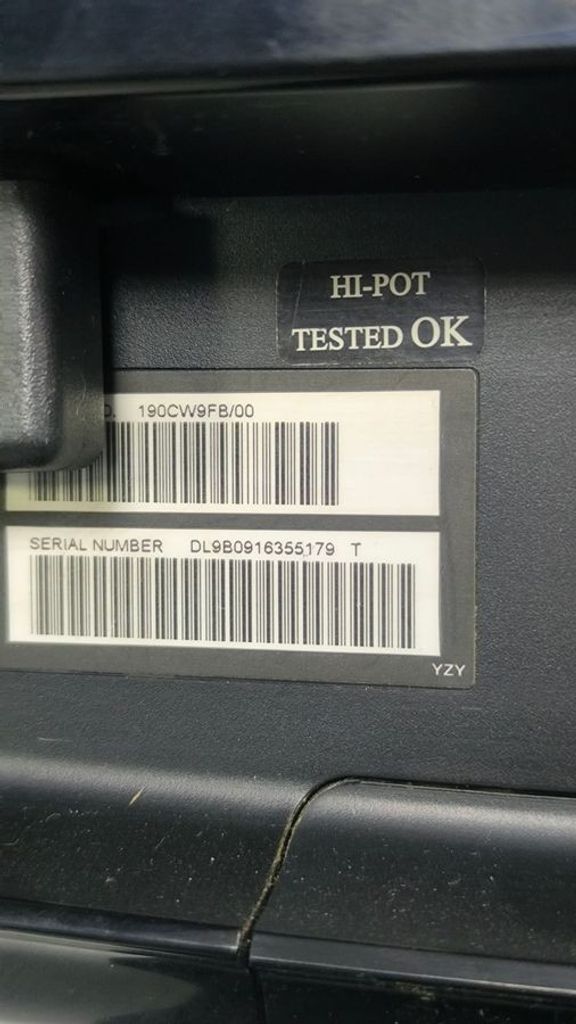 HI-POT
TESTED OK
D. 190CW9FB/00
SERIAL NUMBER DL9B0916355179 T
YZY